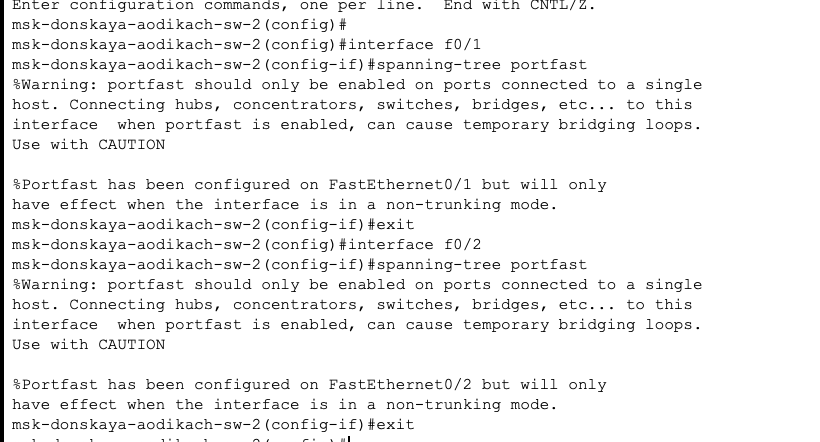 Enter configuration commands, one per line.  End with CNTL/Z.
msk-donskaya-aodikach-sw-2(config)#
msk-donskaya-aodikach-sw-2(config)#interface f0/1
msk-donskaya-aodikach-sw-2(config-if)#spanning-tree portfast
%Warning: portfast should only be enabled on ports connected to a single
host. Connecting hubs, concentrators, switches, bridges, etc... to this
interface  when portfast is enabled, can cause temporary bridging loops.
Use with CAUTION

%Portfast has been configured on FastEthernet0/1 but will only
have effect when the interface is in a non-trunking mode.
msk-donskaya-aodikach-sw-2(config-if)#exit
msk-donskaya-aodikach-sw-2(config)#interface f0/2
msk-donskaya-aodikach-sw-2(config-if)#spanning-tree portfast
%Warning: portfast should only be enabled on ports connected to a single
host. Connecting hubs, concentrators, switches, bridges, etc... to this
interface  when portfast is enabled, can cause temporary bridging loops.
Use with CAUTION

%Portfast has been configured on FastEthernet0/2 but will only
have effect when the interface is in a non-trunking mode.
msk-donskaya-aodikach-sw-2(config-if)#exit